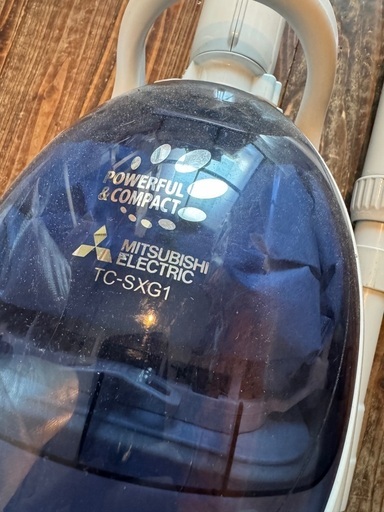 POWERFUL
& COMPACT
MITSUBISHI
ELECTRIC
TC-SXG1